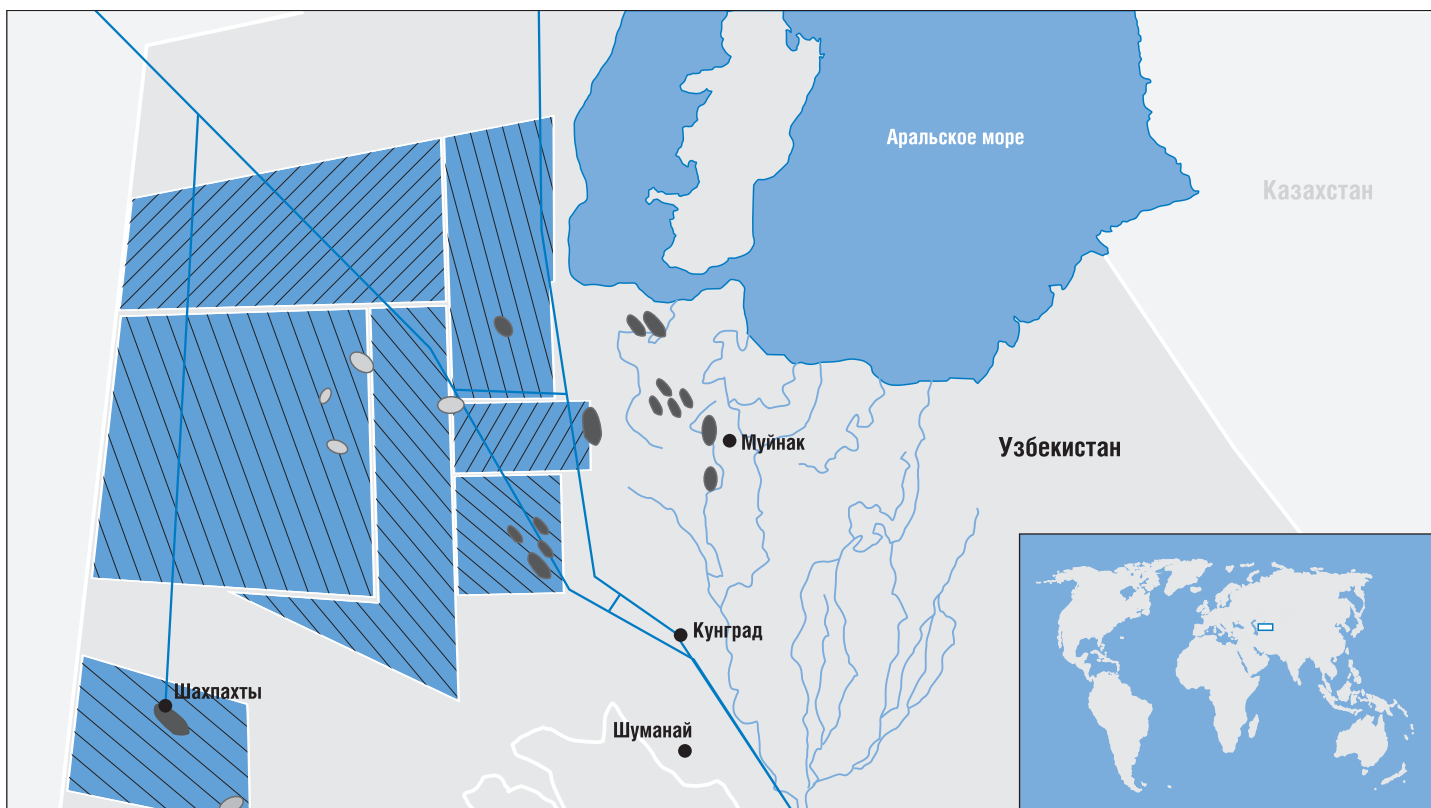 Аральское море
Казахстан
Муйнак
Узбекистан
Кунград
Шахпахты
Шуманай